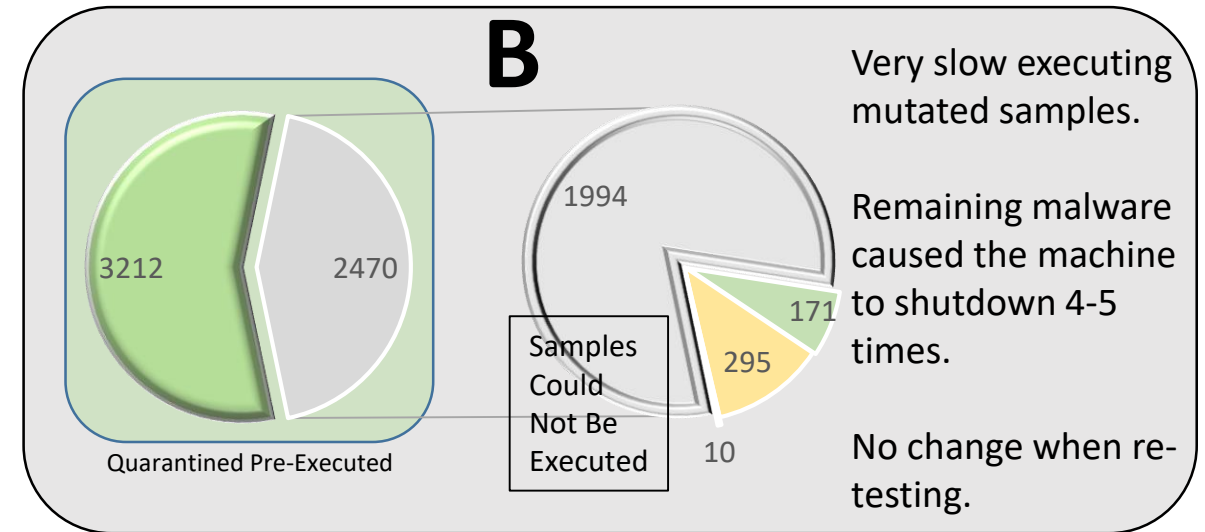 B
3212
2470
Quarantined Pre-Executed
1994
171
295
10
Samples
Could
Not Be
Executed
Very slow executing
mutated samples.
Remaining malware
caused the machine
to shutdown 4-5
times.
No change when re-
testing.